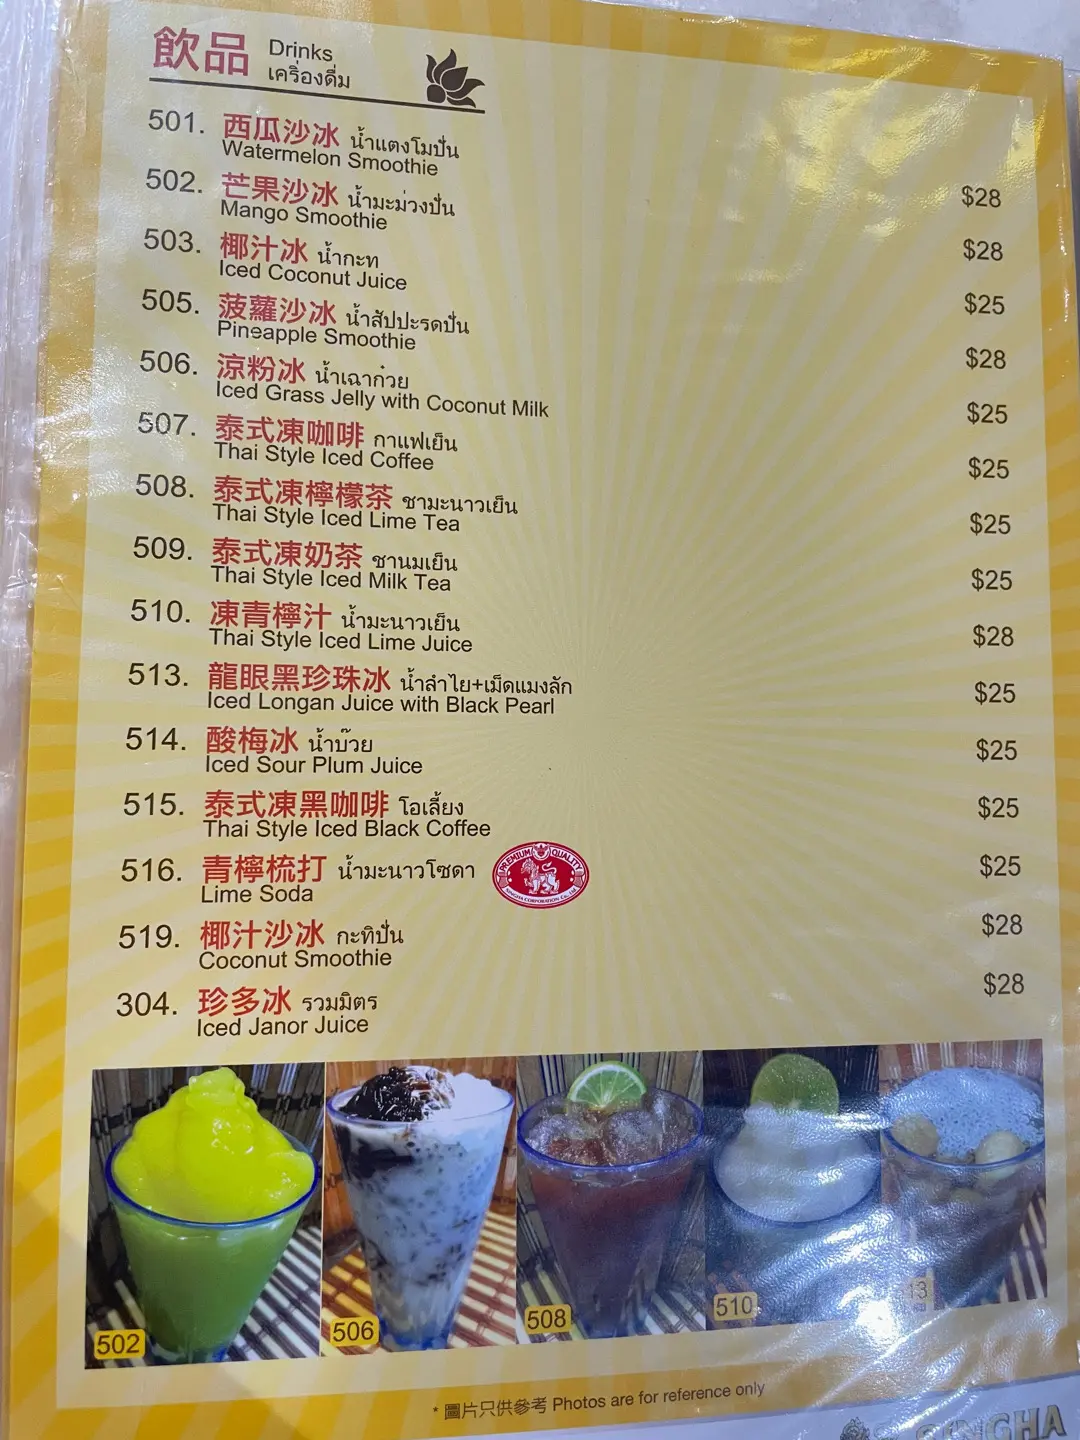 飲品 Drinks
เครื่องดื่ม
501. 西瓜沙冰 น้ำแตงโมปั่น
Watermelon Smoothie
$28
502. 芒果沙冰 น้ำมะม่วงปั่น
Mango Smoothie
$28
503. 椰汁冰 น้ำกะท
Iced Coconut Juice
$25
505. 菠蘿沙冰 น้ำสัปปะรดปั่น
Pineapple Smoothie
$28
506. 涼粉冰 น้ำเฉาก๋วย
Iced Grass Jelly with Coconut Milk
$25
507. 泰式凍咖啡 กาแฟเย็น
Thai Style Iced Coffee
$25
508. 泰式凍檸檬茶 ชามะนาวเย็น
Thai Style Iced Lime Tea
$25
509. 泰式凍奶茶 ชานมเย็น
Thai Style Iced Milk Tea
$25
510. 凍青檸汁 น้ำมะนาวเย็น
Thai Style Iced Lime Juice
$28
513. 龍眼黑珍珠冰 น้ำลำไย+เม็ดแมงลัก
Iced Longan Juice with Black Pearl
$25
514. 酸梅冰 น้ำบ๊วย
Iced Sour Plum Juice
$25
515. 泰式凍黑咖啡 โอเลี้ยง
Thai Style Iced Black Coffee
$25
516. 青檸梳打 น้ำมะนาวโซดา
Lime Soda
PREMIUM QUALITY
SINGHA CORPORATION Co., Ltd.
$25
519. 椰汁沙冰 กะทิปั่น
Coconut Smoothie
$28
304. 珍多冰 รวมมิตร
Iced Janor Juice
$28
502
506
508
510
13
* 圖片只供參考 Photos are for reference only
SINGHA